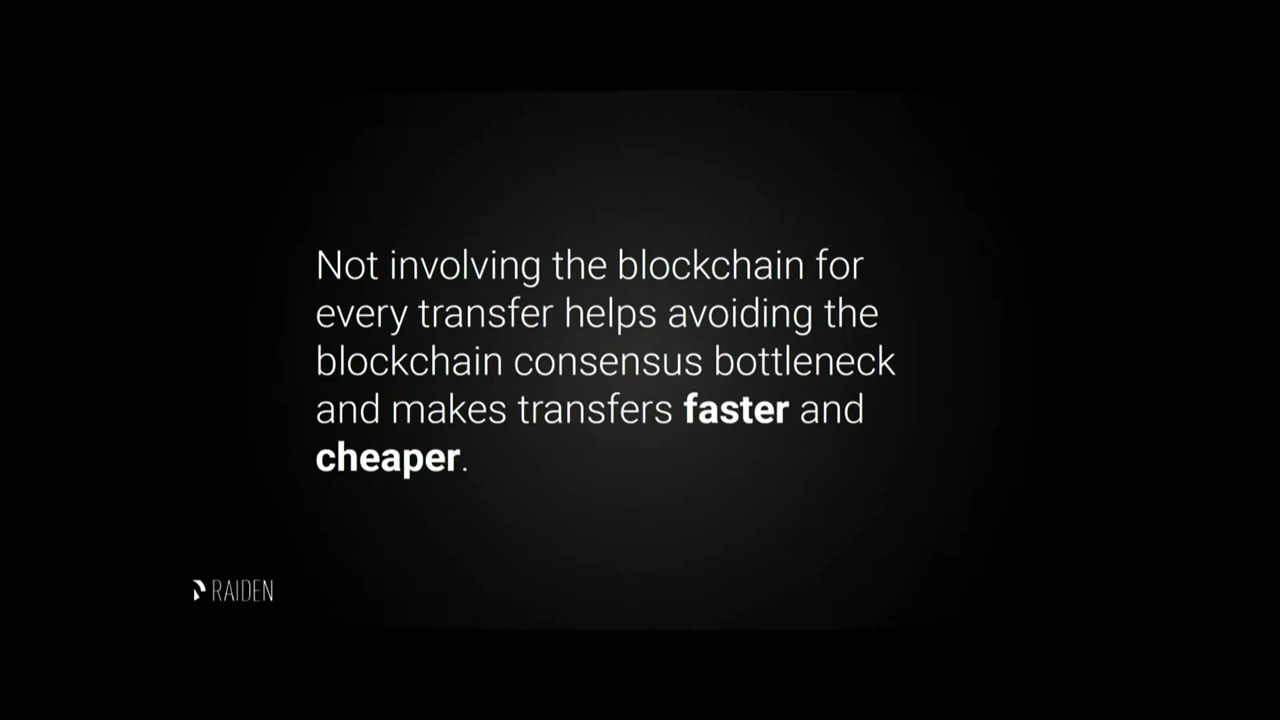 Not involving the blockchain for
every transfer helps avoiding the
blockchain consensus bottleneck
and makes transfers faster and
cheaper.
RAIDEN